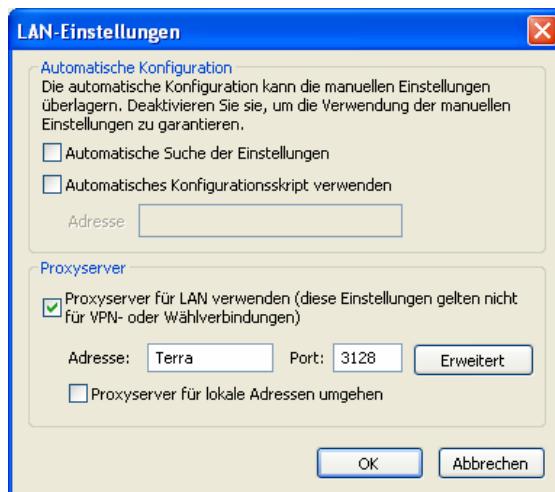 LAN-Einstellungen
Automatische Konfiguration
Die automatische Konfiguration kann die manuellen Einstellungen
überlagern. Deaktivieren Sie sie, um die Verwendung der manuellen
Einstellungen zu garantieren.
Automatische Suche der Einstellungen
Automatisches Konfigurationsskript verwenden
Adresse
Proxyserver
Proxyserver für LAN verwenden (diese Einstellungen gelten nicht
für VPN- oder Wählverbindungen)
Adresse: Terra Port: 3128 Erweitert
Proxyserver für lokale Adressen umgehen
OK Abbrechen